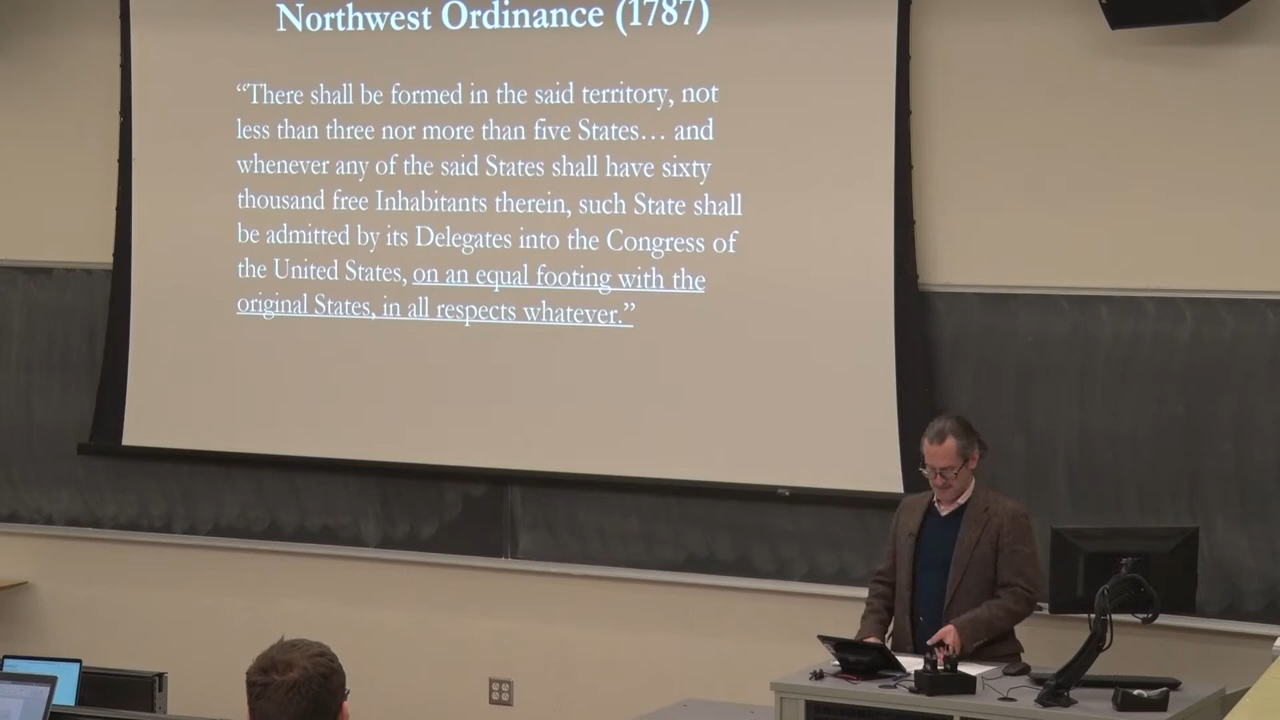 Northwest Ordinance (1787)
“There shall be formed in the said territory, not
less than three nor more than five States… and
whenever any of the said States shall have sixty
thousand free Inhabitants therein, such State shall
be admitted by its Delegates into the Congress of
the United States, on an equal footing with the
original States, in all respects whatever.”